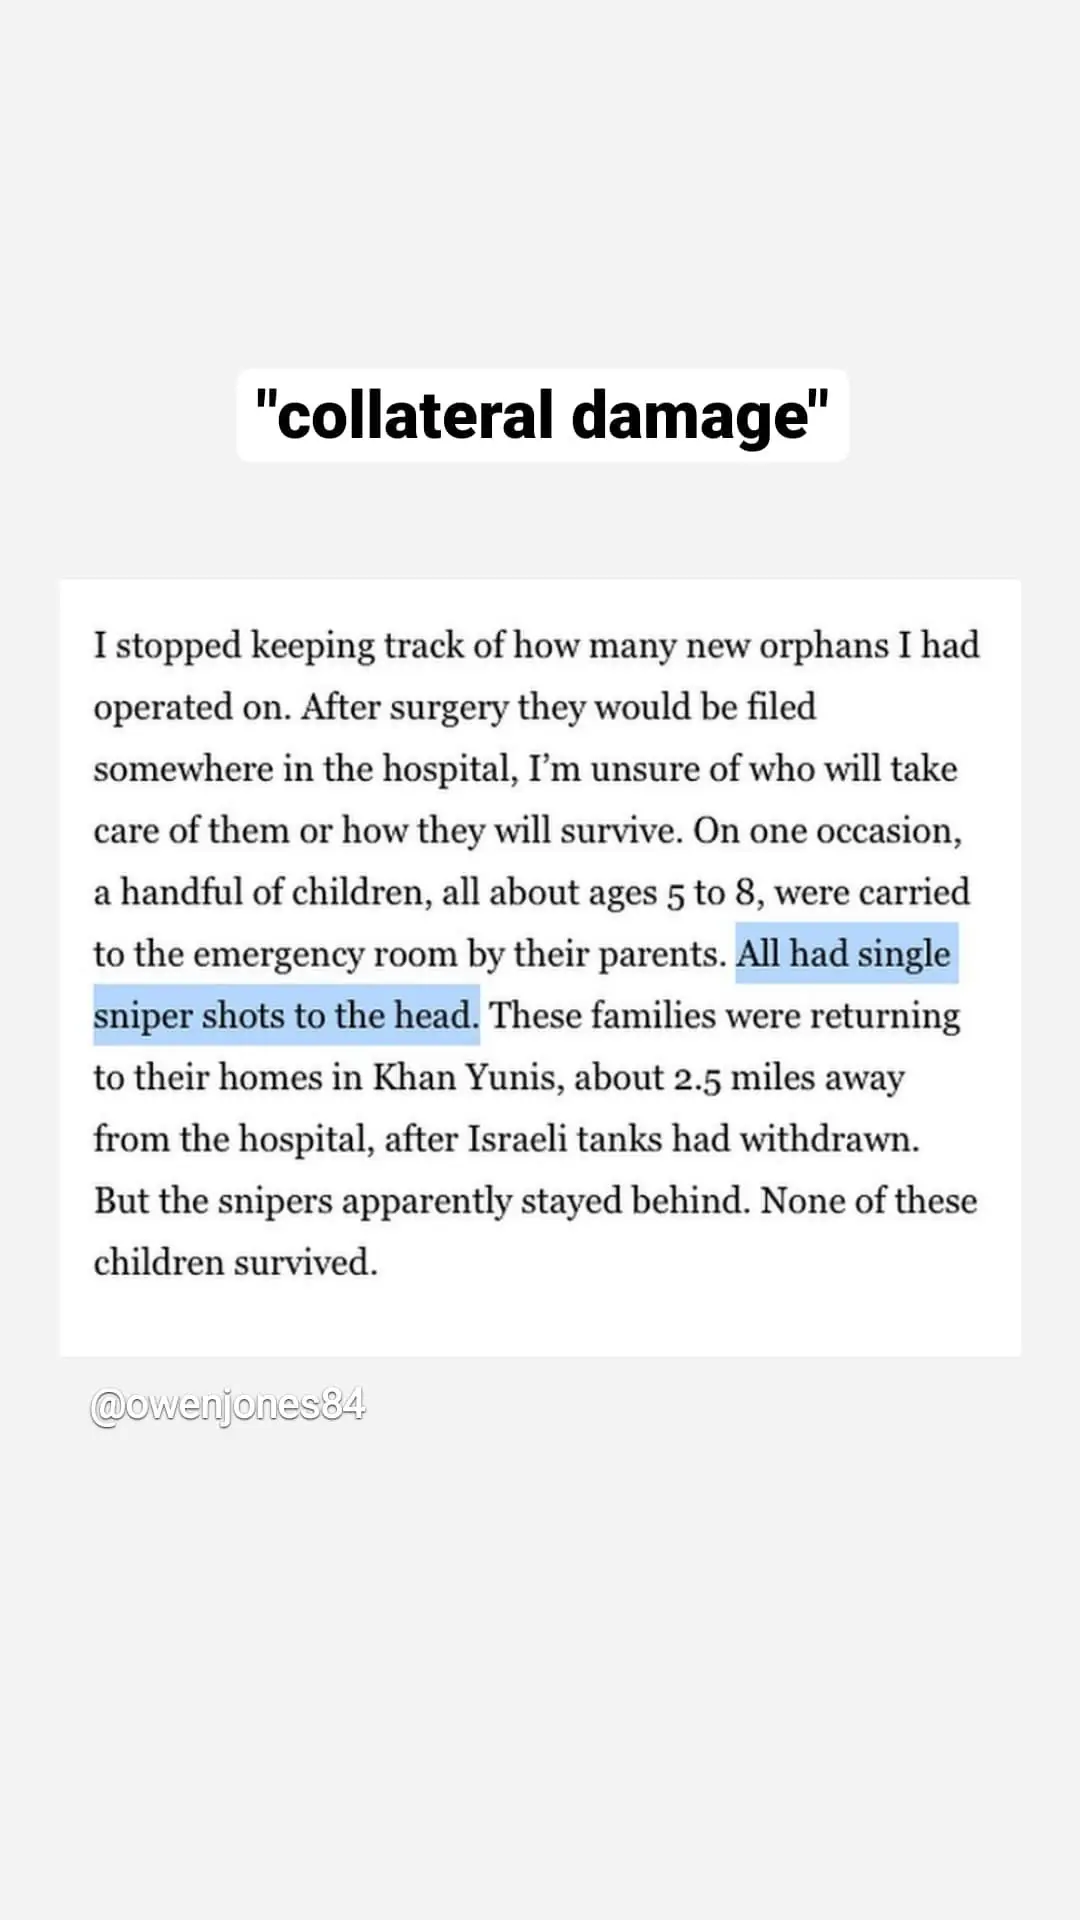 "collateral damage"
I stopped keeping track of how many new orphans I had
operated on. After surgery they would be filed
somewhere in the hospital, I’m unsure of who will take
care of them or how they will survive. On one occasion,
a handful of children, all about ages 5 to 8, were carried
to the emergency room by their parents. All had single
sniper shots to the head. These families were returning
to their homes in Khan Yunis, about 2.5 miles away
from the hospital, after Israeli tanks had withdrawn.
But the snipers apparently stayed behind. None of these
children survived.
@owenjones84